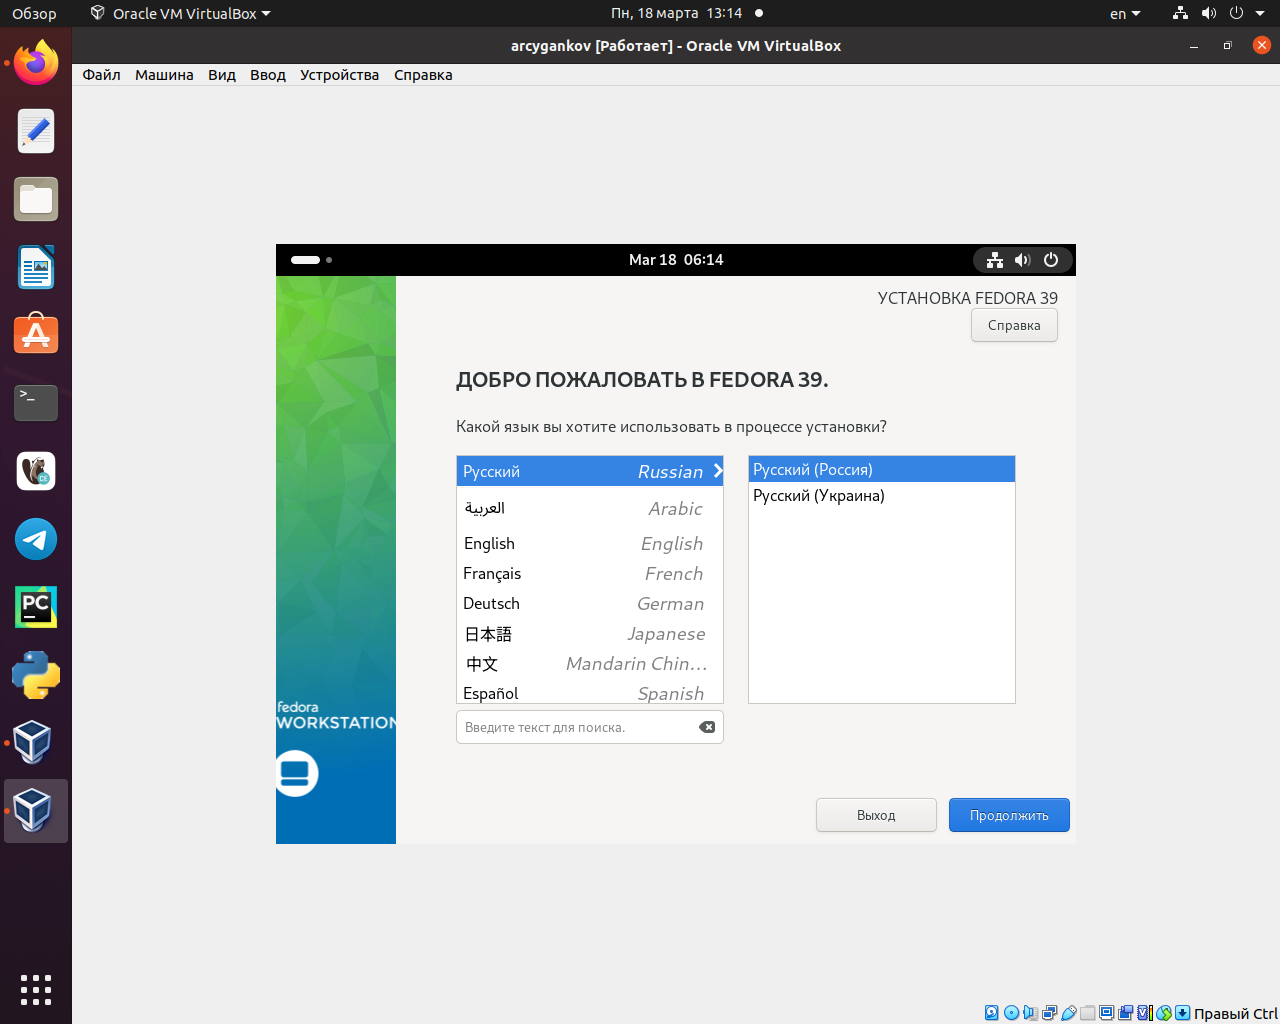 Обзор
Oracle VM VirtualBox
Пн, 18 марта 13:14
en
arcygankov [Работает] - Oracle VM VirtualBox
Файл Машина Вид Ввод Устройства Справка
Mar 18 06:14
УСТАНОВКА FEDORA 39
Справка
ДОБРО ПОЖАЛОВАТЬ В FEDORA 39.
Какой язык вы хотите использовать в процессе установки?
Русский Russian
العربية Arabic
English English
Français French
Deutsch German
日本語 Japanese
中文 Mandarin Chin...
Español Spanish
Русский (Россия)
Русский (Украина)
Введите текст для поиска.
fedora
WORKSTATION
Выход
Продолжить
>_
CE
PC
Правый Ctrl